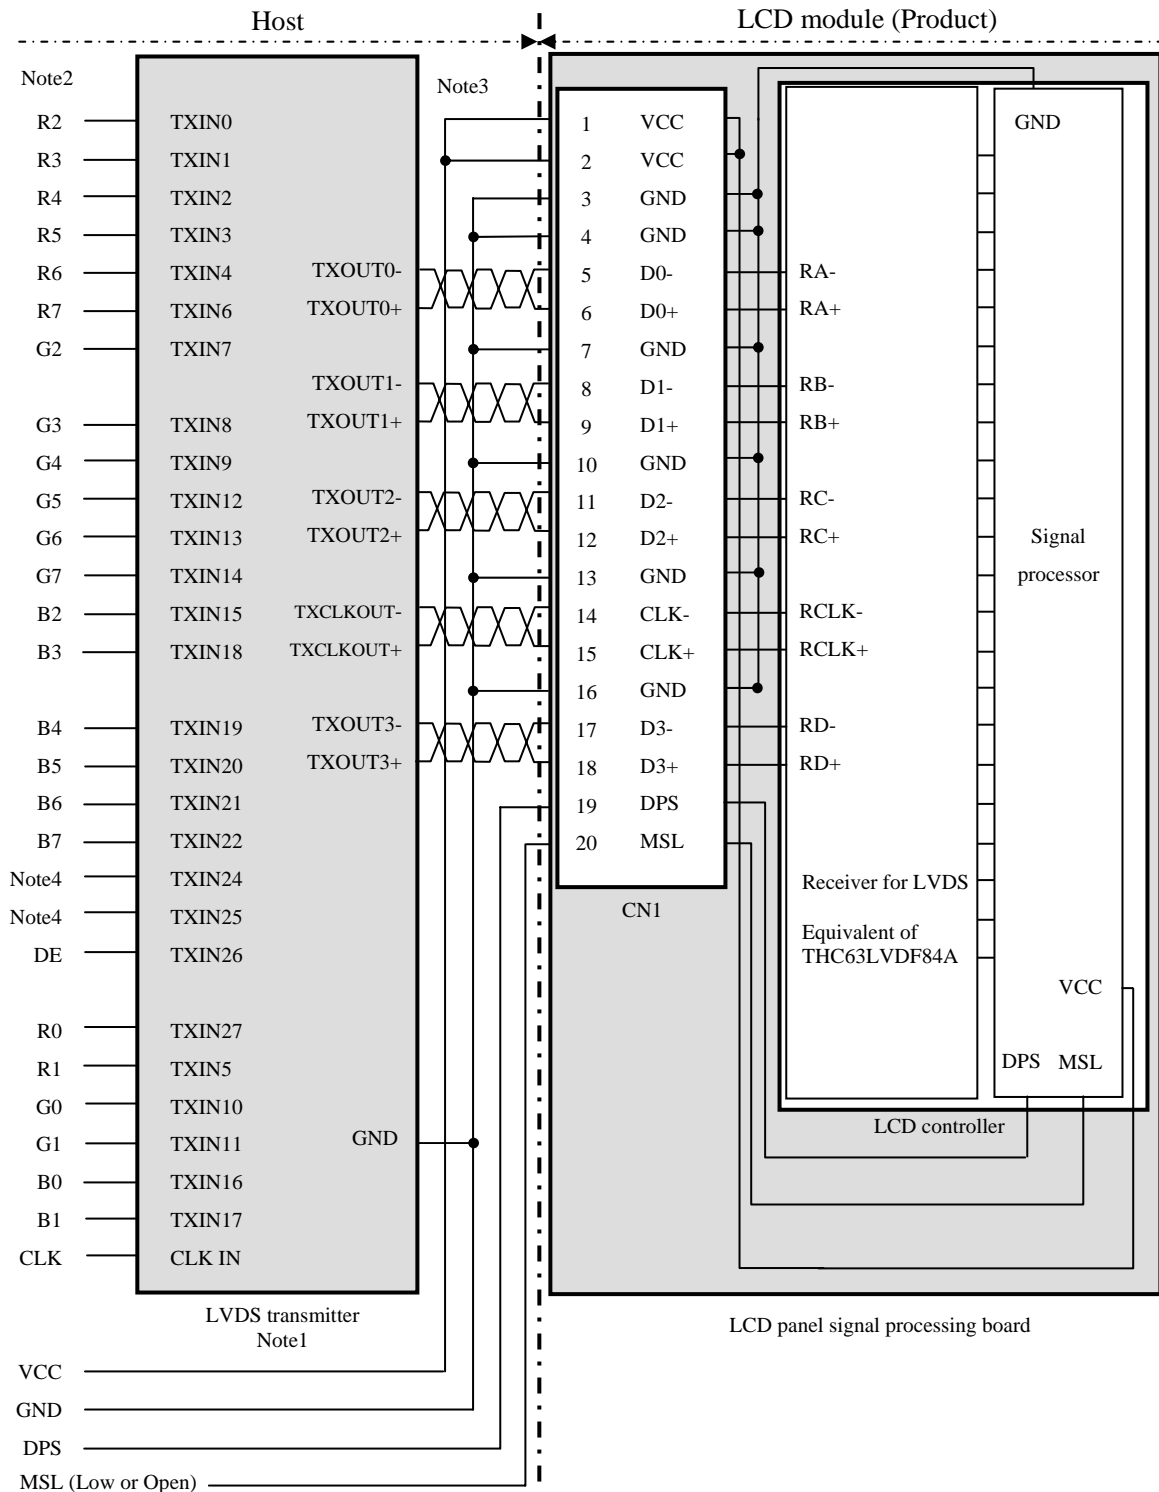 Host
LCD module (Product)
Note2
Note3
R2 TXIN0
R3 TXIN1
R4 TXIN2
R5 TXIN3
R6 TXIN4 TXOUT0-
R7 TXIN6 TXOUT0+
G2 TXIN7
TXOUT1-
G3 TXIN8 TXOUT1+
G4 TXIN9
G5 TXIN12 TXOUT2-
G6 TXIN13 TXOUT2+
G7 TXIN14
B2 TXIN15 TXCLKOUT-
B3 TXIN18 TXCLKOUT+
B4 TXIN19 TXOUT3-
B5 TXIN20 TXOUT3+
B6 TXIN21
B7 TXIN22
Note4 TXIN24
Note4 TXIN25
DE TXIN26
R0 TXIN27
R1 TXIN5
G0 TXIN10
G1 TXIN11 GND
B0 TXIN16
B1 TXIN17
CLK CLK IN
LVDS transmitter
Note1
VCC
GND
DPS
MSL (Low or Open)
1 VCC
2 VCC
3 GND
4 GND
5 D0-
6 D0+
7 GND
8 D1-
9 D1+
10 GND
11 D2-
12 D2+
13 GND
14 CLK-
15 CLK+
16 GND
17 D3-
18 D3+
19 DPS
20 MSL
CN1
RA-
RA+
RB-
RB+
RC-
RC+
RCLK-
RCLK+
RD-
RD+
Receiver for LVDS
Equivalent of
THC63LVDF84A
GND
Signal
processor
VCC
DPS MSL
LCD controller
LCD panel signal processing board